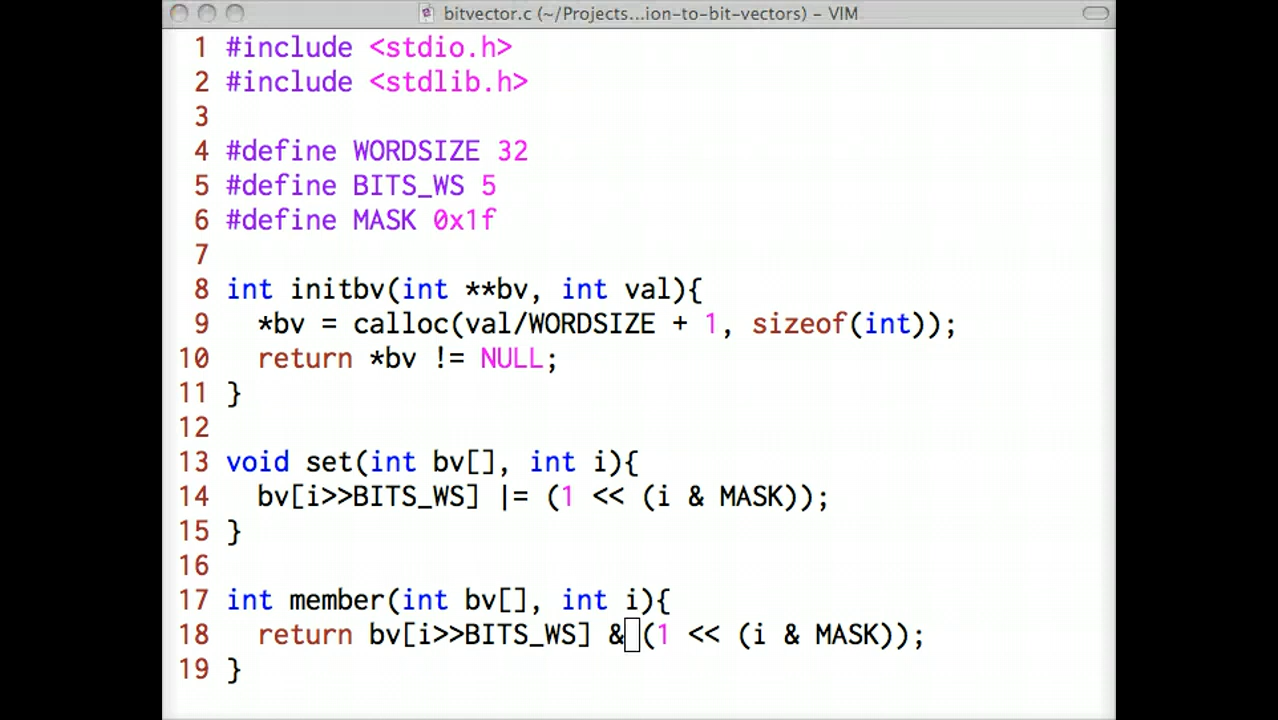 bitvector.c (~/Projects...ion-to-bit-vectors) – VIM
1 #include <stdio.h>
2 #include <stdlib.h>
3
4 #define WORDSIZE 32
5 #define BITS_WS 5
6 #define MASK 0x1f
7
8 int initbv(int **bv, int val){
9   *bv = calloc(val/WORDSIZE + 1, sizeof(int));
10   return *bv != NULL;
11 }
12
13 void set(int bv[], int i){
14   bv[i>>BITS_WS] |= (1 << (i & MASK));
15 }
16
17 int member(int bv[], int i){
18   return bv[i>>BITS_WS] & (1 << (i & MASK));
19 }